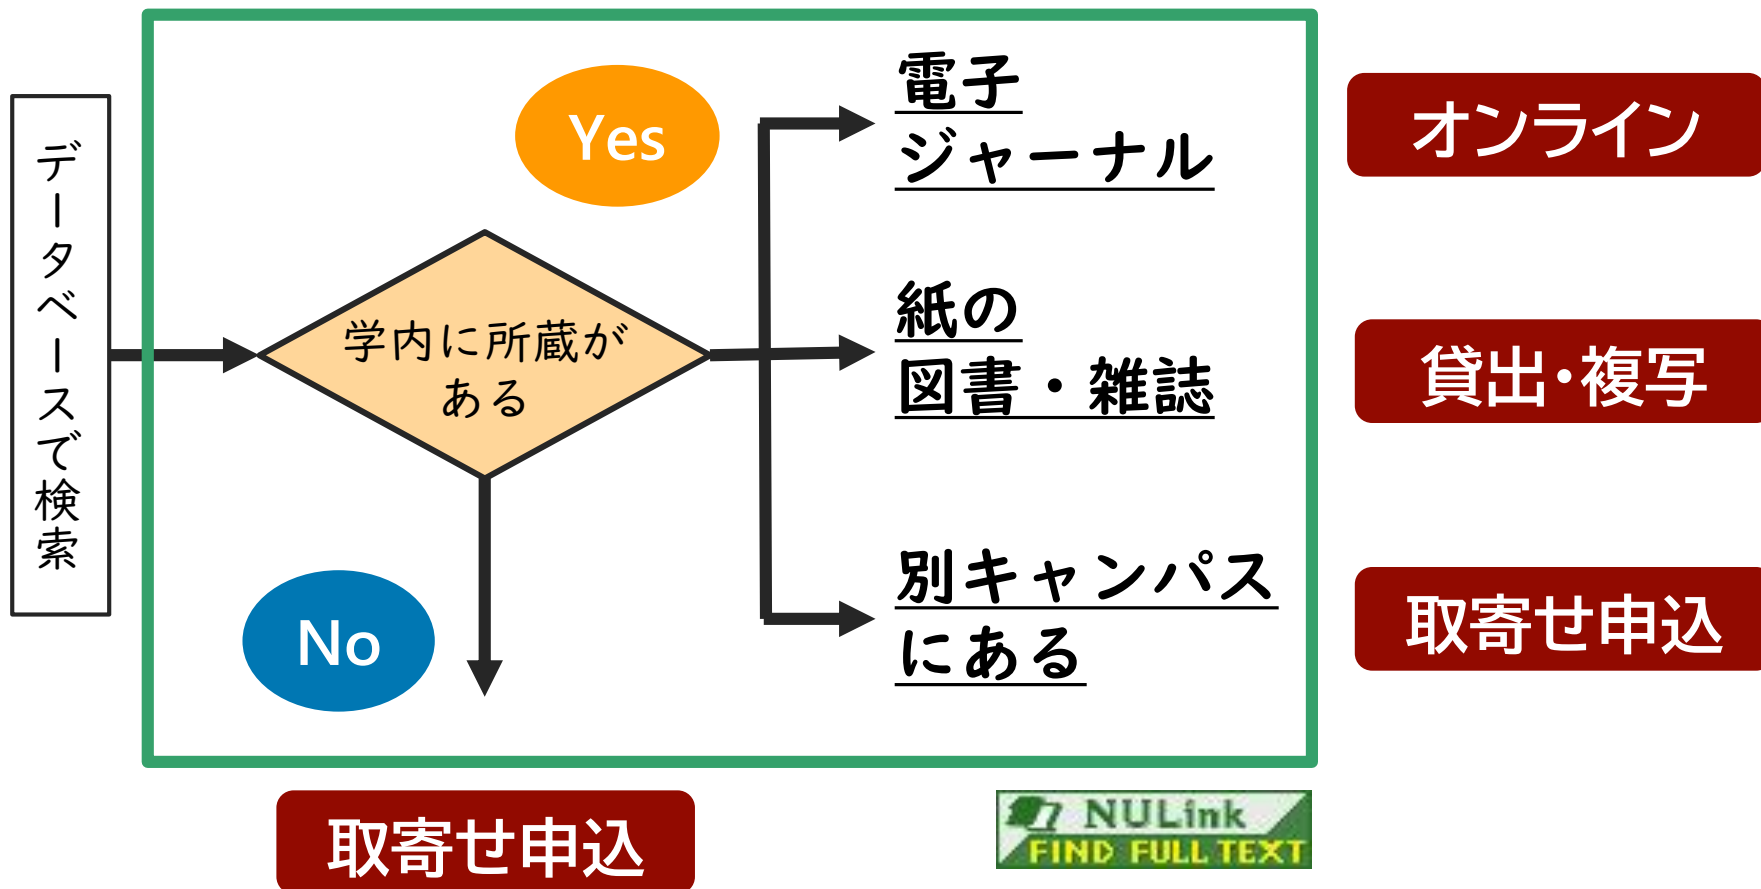 データベースで検索
Yes
学内に所蔵が
ある
No
電子
ジャーナル
オンライン
紙の
図書・雑誌
貸出・複写
別キャンパス
にある
取寄せ申込
取寄せ申込
NULink
FIND FULL TEXT